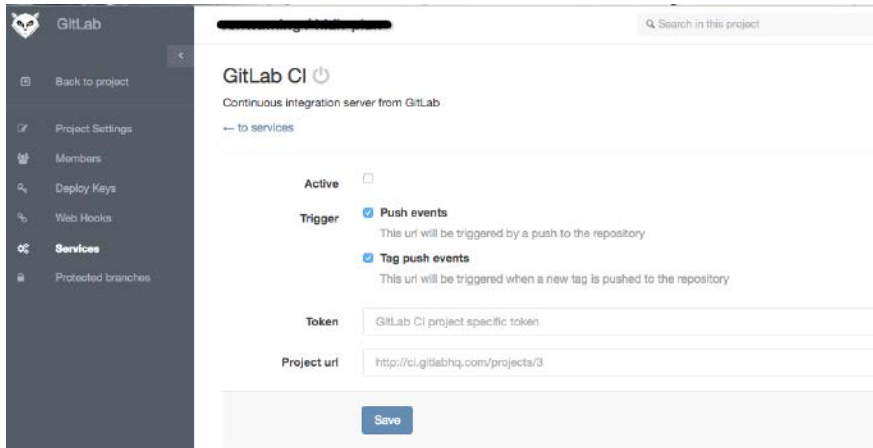 GitLab
Search in this project
Back to project
Project Settings
Members
Deploy Keys
Web Hooks
Services
Protected branches
GitLab CI
Continuous integration server from GitLab
← to services
Active
Trigger
Push events
This url will be triggered by a push to the repository
Tag push events
This url will be triggered when a new tag is pushed to the repository
Token
GitLab CI project specific token
Project url
http://ci.gitlabhq.com/projects/3
Save